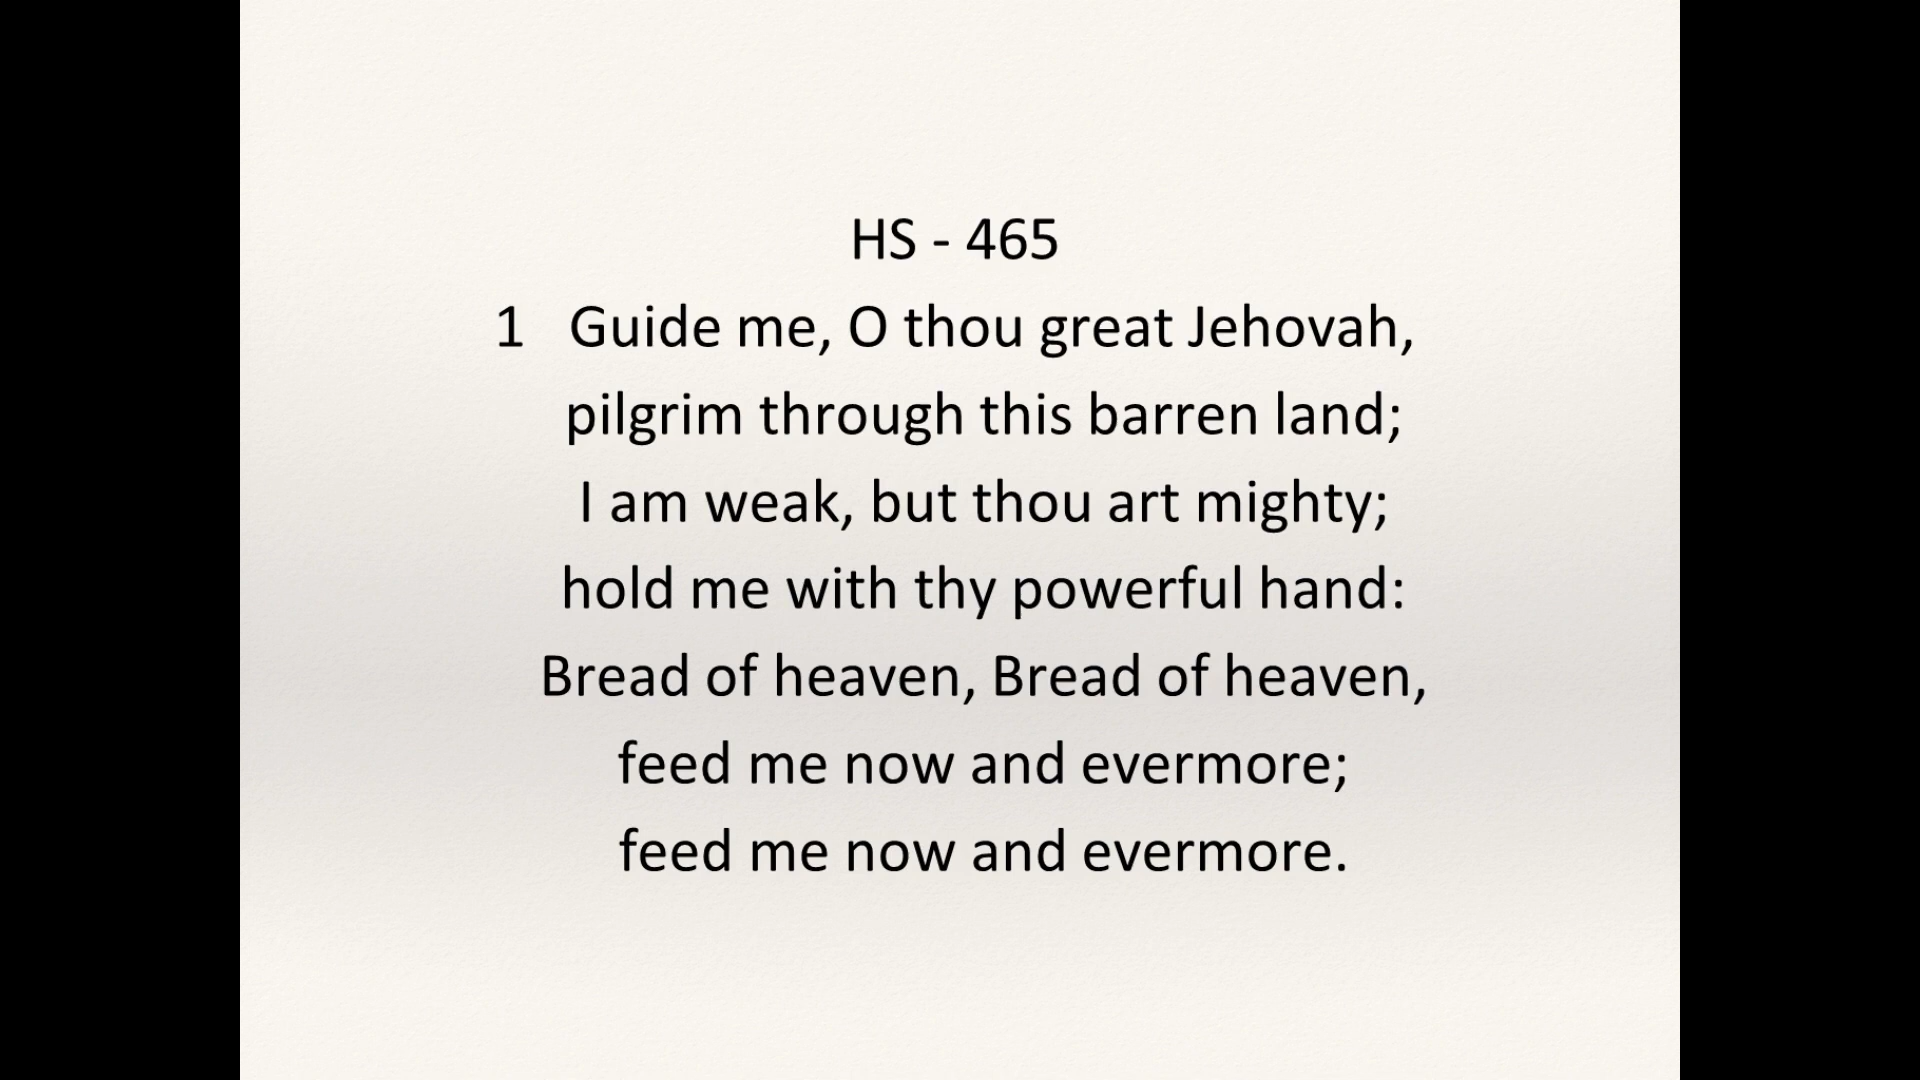 HS - 465
1 Guide me, O thou great Jehovah,
pilgrim through this barren land;
I am weak, but thou art mighty;
hold me with thy powerful hand:
Bread of heaven, Bread of heaven,
feed me now and evermore;
feed me now and evermore.